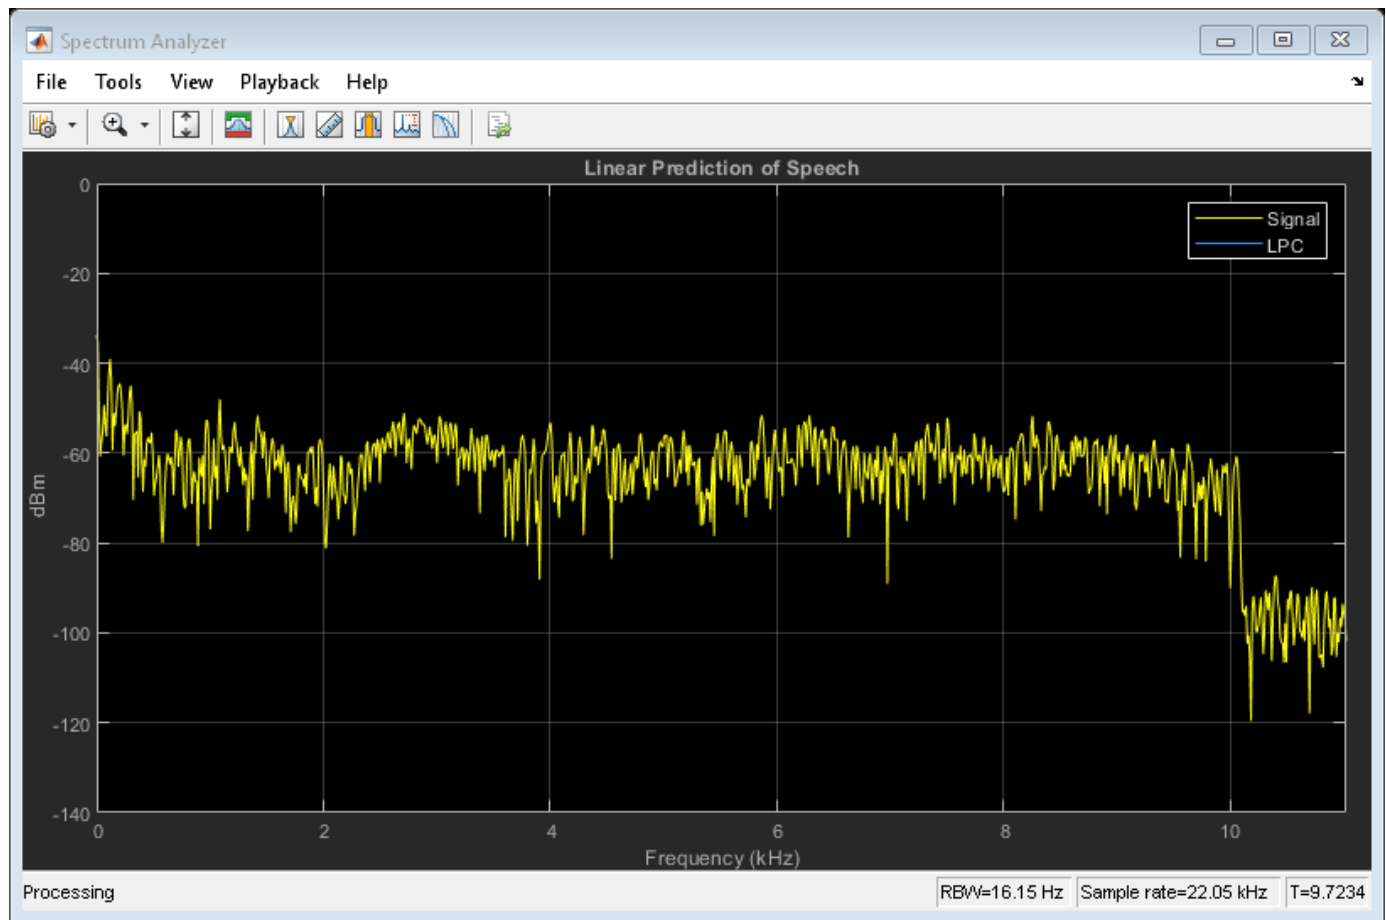 Spectrum Analyzer
File Tools View Playback Help
Linear Prediction of Speech
Signal
LPC
0
-20
-40
-60
-80
-100
-120
-140
dBm
0 2 4 6 8 10
Frequency (kHz)
Processing RBW=16.15 Hz Sample rate=22.05 kHz T=9.7234